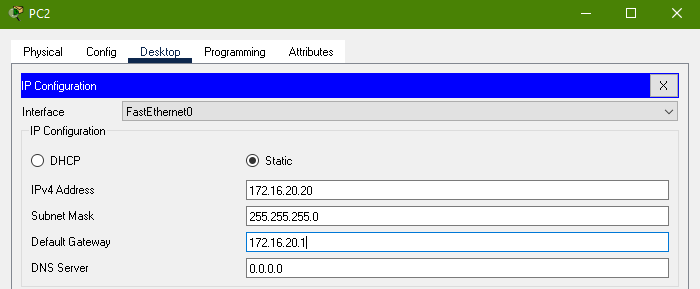 PC2
Physical Config Desktop Programming Attributes
IP Configuration X
Interface FastEthernet0
IP Configuration
DHCP Static
IPv4 Address 172.16.20.20
Subnet Mask 255.255.255.0
Default Gateway 172.16.20.1
DNS Server 0.0.0.0